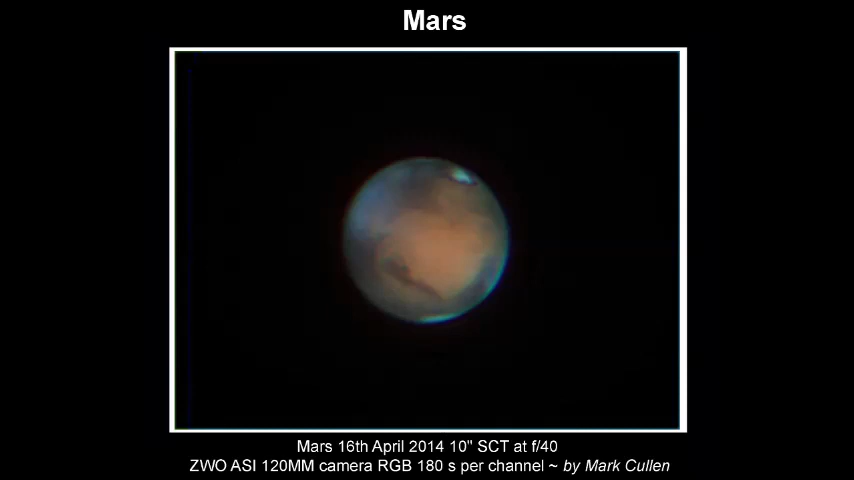 Mars
Mars 16th April 2014 10" SCT at f/40
ZWO ASI 120MM camera RGB 180 s per channel ~ by Mark Cullen